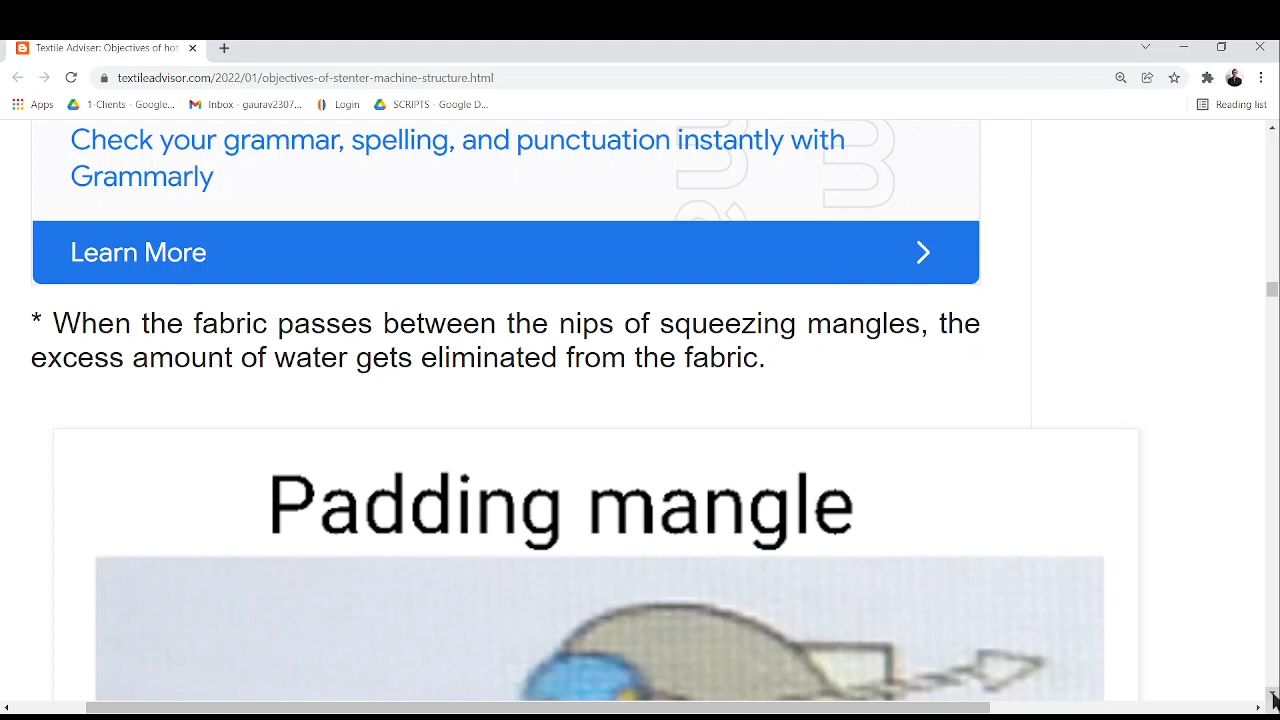 Textile Adviser: Objectives of hot
textileadvisor.com/2022/01/objectives-of-stenter-machine-structure.html
Apps
1-Clients - Google...
Inbox - gaurav2307...
Login
SCRIPTS - Google D...
Reading list
Check your grammar, spelling, and punctuation instantly with
Grammarly
Learn More
* When the fabric passes between the nips of squeezing mangles, the
excess amount of water gets eliminated from the fabric.
Padding mangle